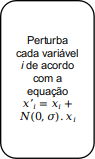 Perturba
cada variável
i de acordo
com a
equação
x'ᵢ = xᵢ +
N(0, σ). xᵢ